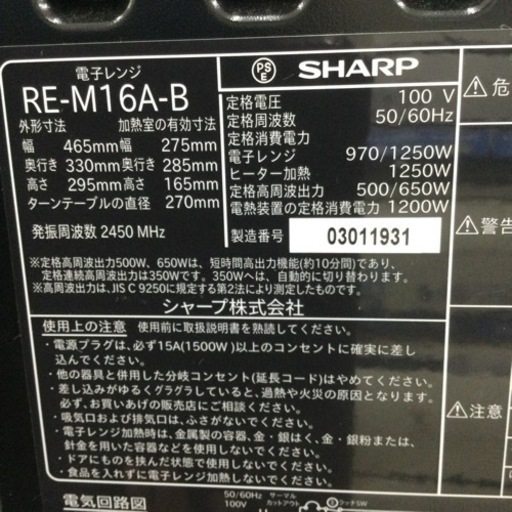 電子レンジ
RE-M16A-B
外形寸法 加熱室の有効寸法
幅 465mm 幅 275mm
奥行き 330mm 奥行き 285mm
高さ 295mm 高さ 165mm
ターンテーブルの直径 270mm
発振周波数 2450 MHz
PS
E
SHARP
定格電圧 100 V
定格周波数 50/60Hz
定格消費電力
電子レンジ 970/1250W
ヒーター加熱 1250W
定格高周波出力 500/650W
電熱装置の定格消費電力 1200W
製造番号 03011931
※定格高周波出力500W、650Wは、短時間高出力機能(約10分間)であり、
定格連続高周波出力は350Wです。350Wへは、自動的に切り替わります。
※高周波出力は、JIS C 9250に規定する第2法により測定したものです。
シャープ株式会社
使用上の注意 使用前に取扱説明書を熟読してください。
・電源プラグは、必ず15A(1500W)以上のコンセントに確実に差し
込んでください。
・他の器具と併用した分岐コンセント(延長コード)はやめてください。
・差し込みがゆるくグラグラしていると、過熱や火災の原因となります。
必ず、お買いあげの販売店にご相談ください。
・吸気口および排気口は、ふさがないでください。
・電子レンジ加熱時は、金属製の容器、金・銀はく、金・銀粉または、
針金を用いた容器などを使用しないでください。
・ドアにものを挟んだ状態で使用しないでください。
・食品を入れずに電子レンジ加熱しないでください。
電気回路図
50/60Hz
100V
サーマル
カットアウト
ラッチSW
危
警告
注意